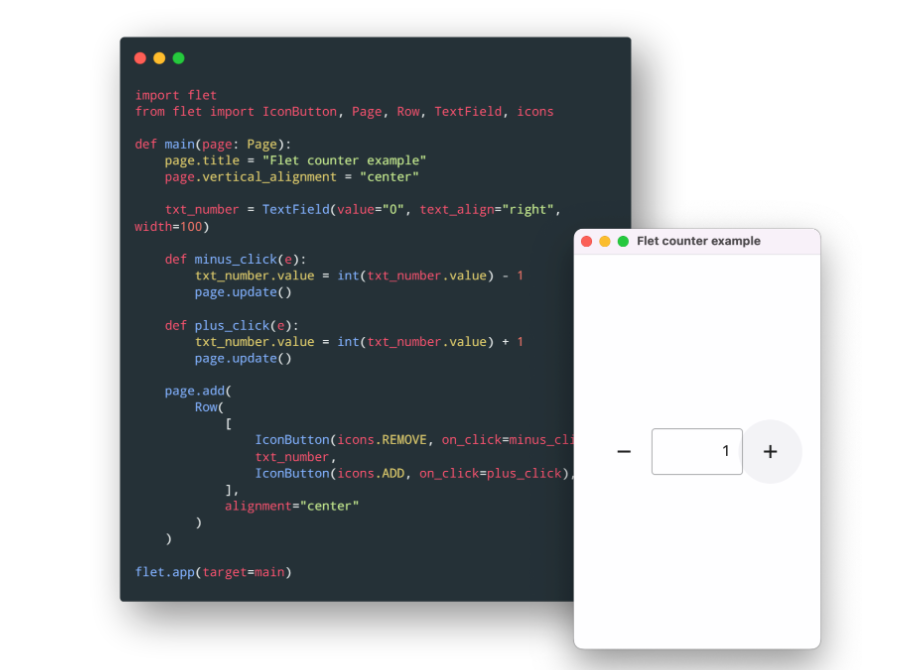 import flet
from flet import IconButton, Page, Row, TextField, icons
def main(page: Page):
page.title = "Flet counter example"
page.vertical_alignment = "center"
txt_number = TextField(value="0", text_align="right",
width=100)
def minus_click(e):
txt_number.value = int(txt_number.value) - 1
page.update()
def plus_click(e):
txt_number.value = int(txt_number.value) + 1
page.update()
page.add(
Row(
[
IconButton(icons.REMOVE, on_click=minus_cli
txt_number,
IconButton(icons.ADD, on_click=plus_click),
],
alignment="center"
)
)
flet.app(target=main)
Flet counter example
− 1 +